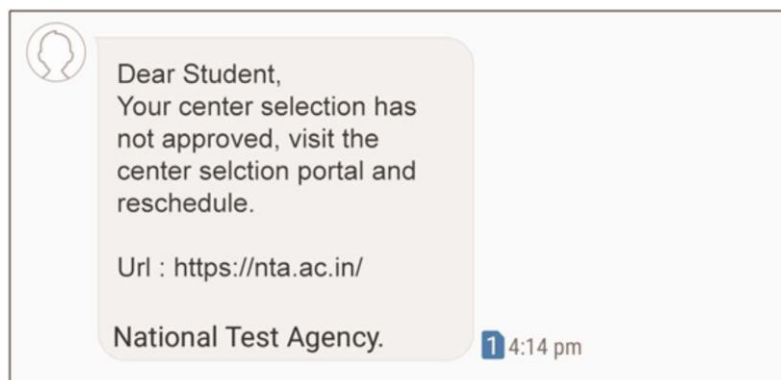 Dear Student,
Your center selection has
not approved, visit the
center selction portal and
reschedule.
Url : https://nta.ac.in/
National Test Agency.
1 4:14 pm